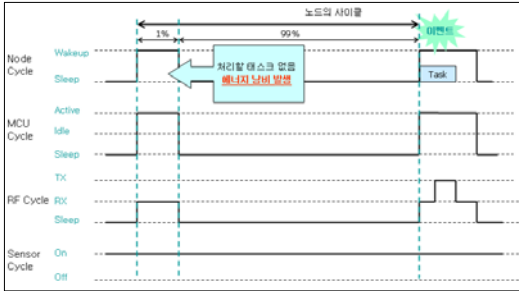 노드의 사이클
이벤트
1%
99%
Node
Cycle
Wakeup
Sleep
처리할 태스크 없음
에너지 낭비 발생
Task
MCU
Cycle
Active
Idle
Sleep
RF Cycle
TX
RX
Sleep
Sensor
Cycle
On
Off